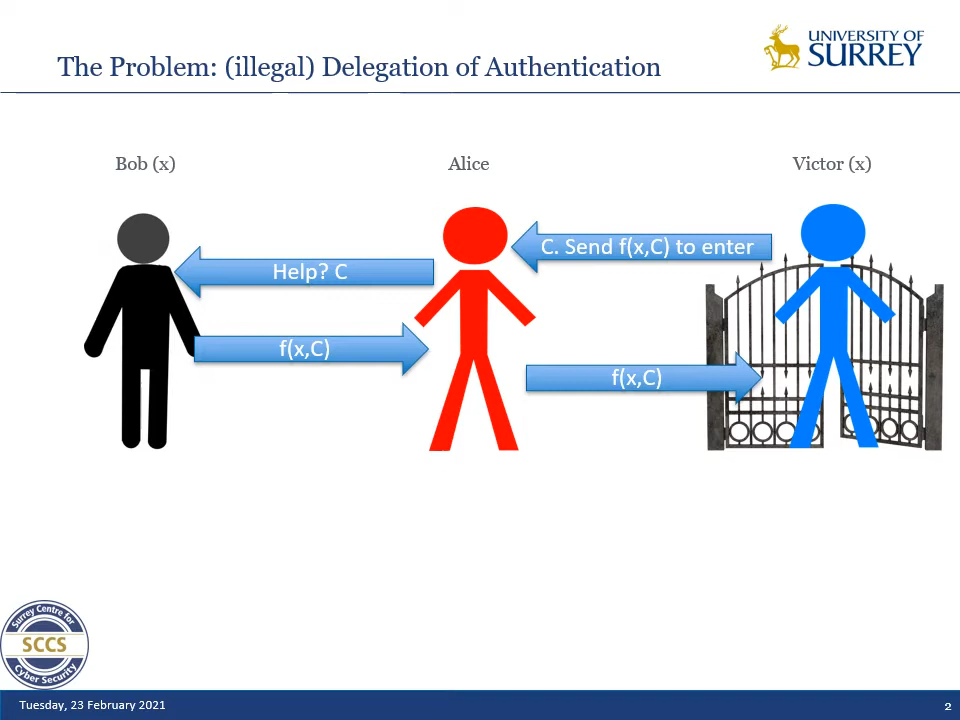 UNIVERSITY OF
SURREY
The Problem: (illegal) Delegation of Authentication
Bob (x)
Alice
Victor (x)
C. Send f(x,C) to enter
Help? C
f(x,C)
f(x,C)
Surrey Centre for
SCCS
Cyber Security
Tuesday, 23 February 2021
2